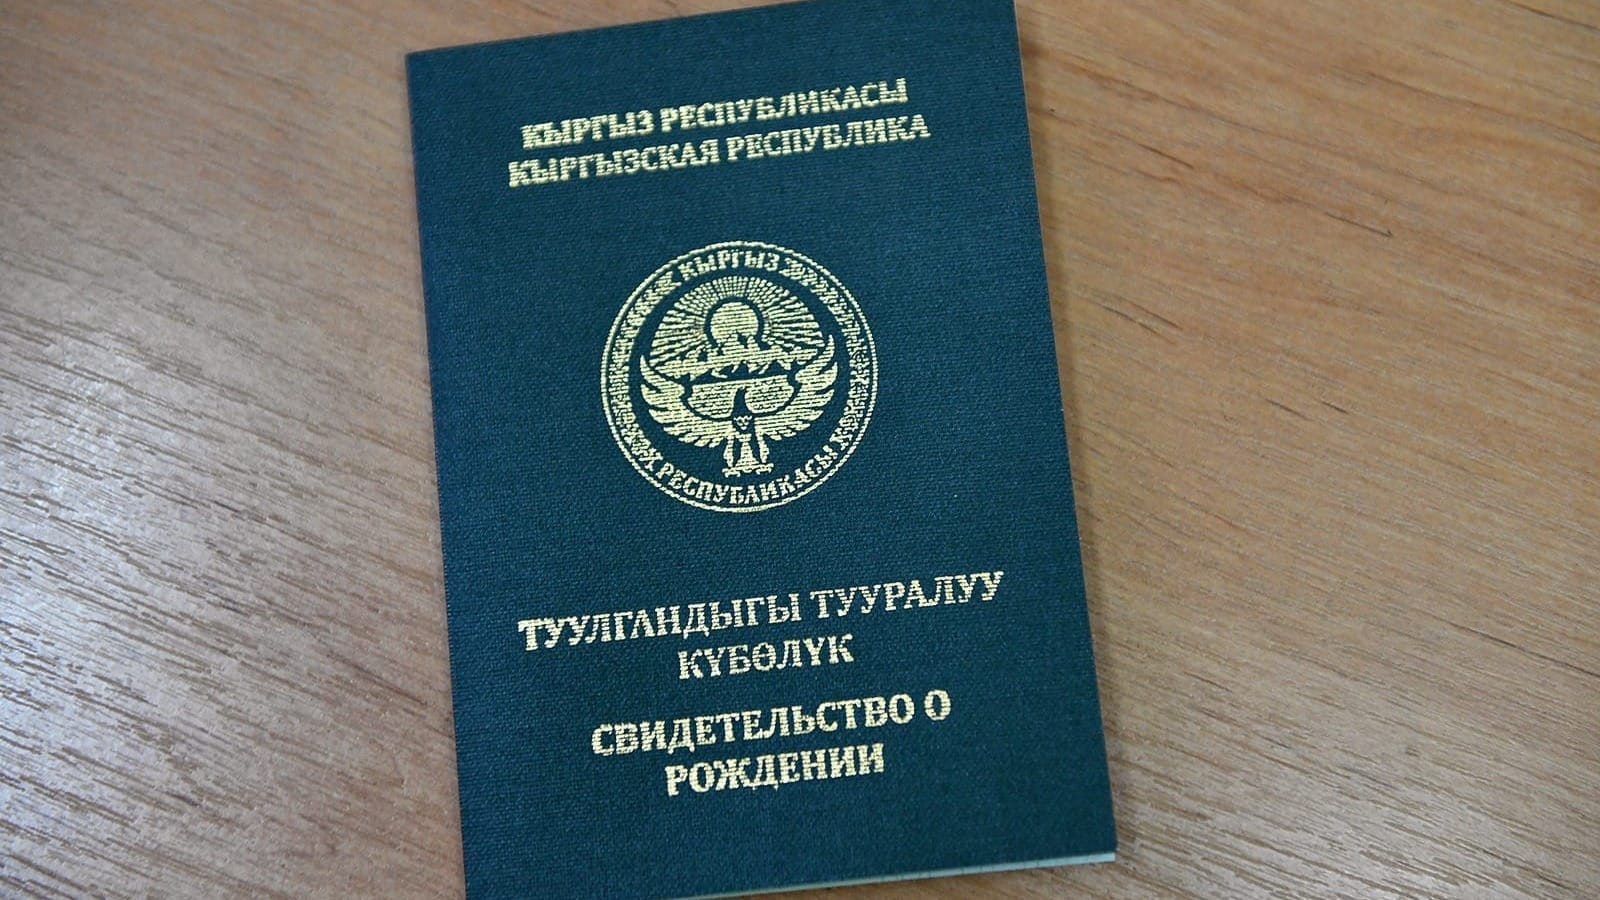 КЫРГЫЗ РЕСПУБЛИКАСЫ
КЫРГЫЗСКАЯ РЕСПУБЛИКА
КЫРГЫЗ
РЕСПУБЛИКАСЫ
ТУУЛГАНДЫГЫ ТУУРАЛУУ
КҮБӨЛҮК
СВИДЕТЕЛЬСТВО О
РОЖДЕНИИ